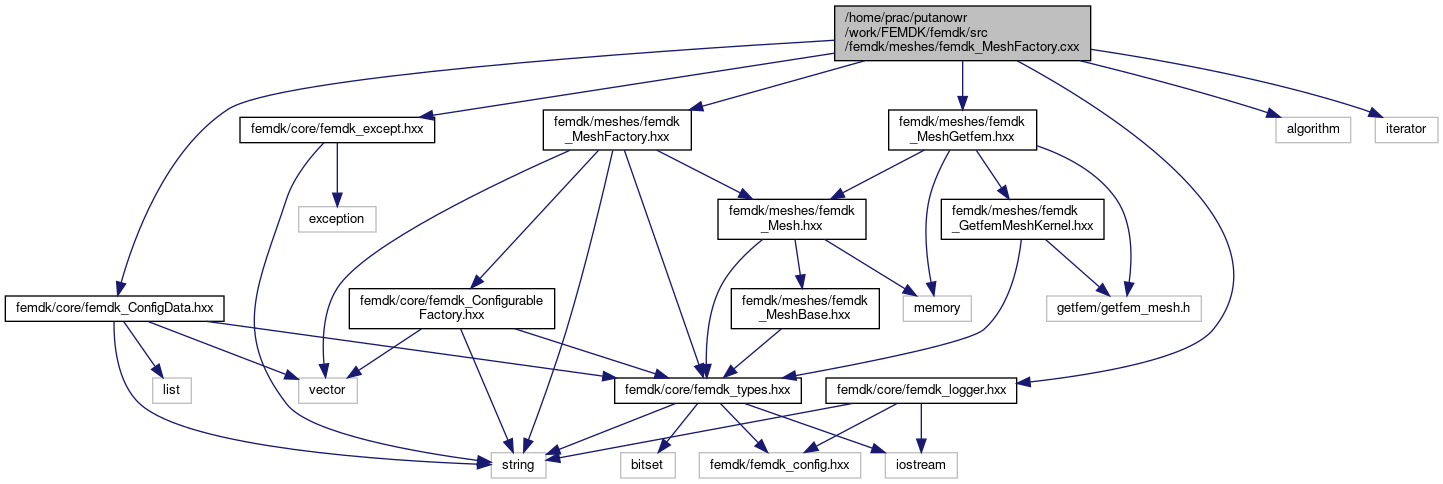 /home/prac/putanowr
/work/FEMDK/femdk/src
/femdk/meshes/femdk_MeshFactory.cxx
femdk/core/femdk_except.hxx
femdk/meshes/femdk
_MeshFactory.hxx
femdk/meshes/femdk
_MeshGetfem.hxx
algorithm
iterator
exception
femdk/meshes/femdk
_Mesh.hxx
femdk/meshes/femdk
_GetfemMeshKernel.hxx
femdk/core/femdk_ConfigData.hxx
femdk/core/femdk_Configurable
Factory.hxx
femdk/meshes/femdk
_MeshBase.hxx
memory
getfem/getfem_mesh.h
list
vector
femdk/core/femdk_types.hxx
femdk/core/femdk_logger.hxx
string
bitset
femdk/femdk_config.hxx
iostream